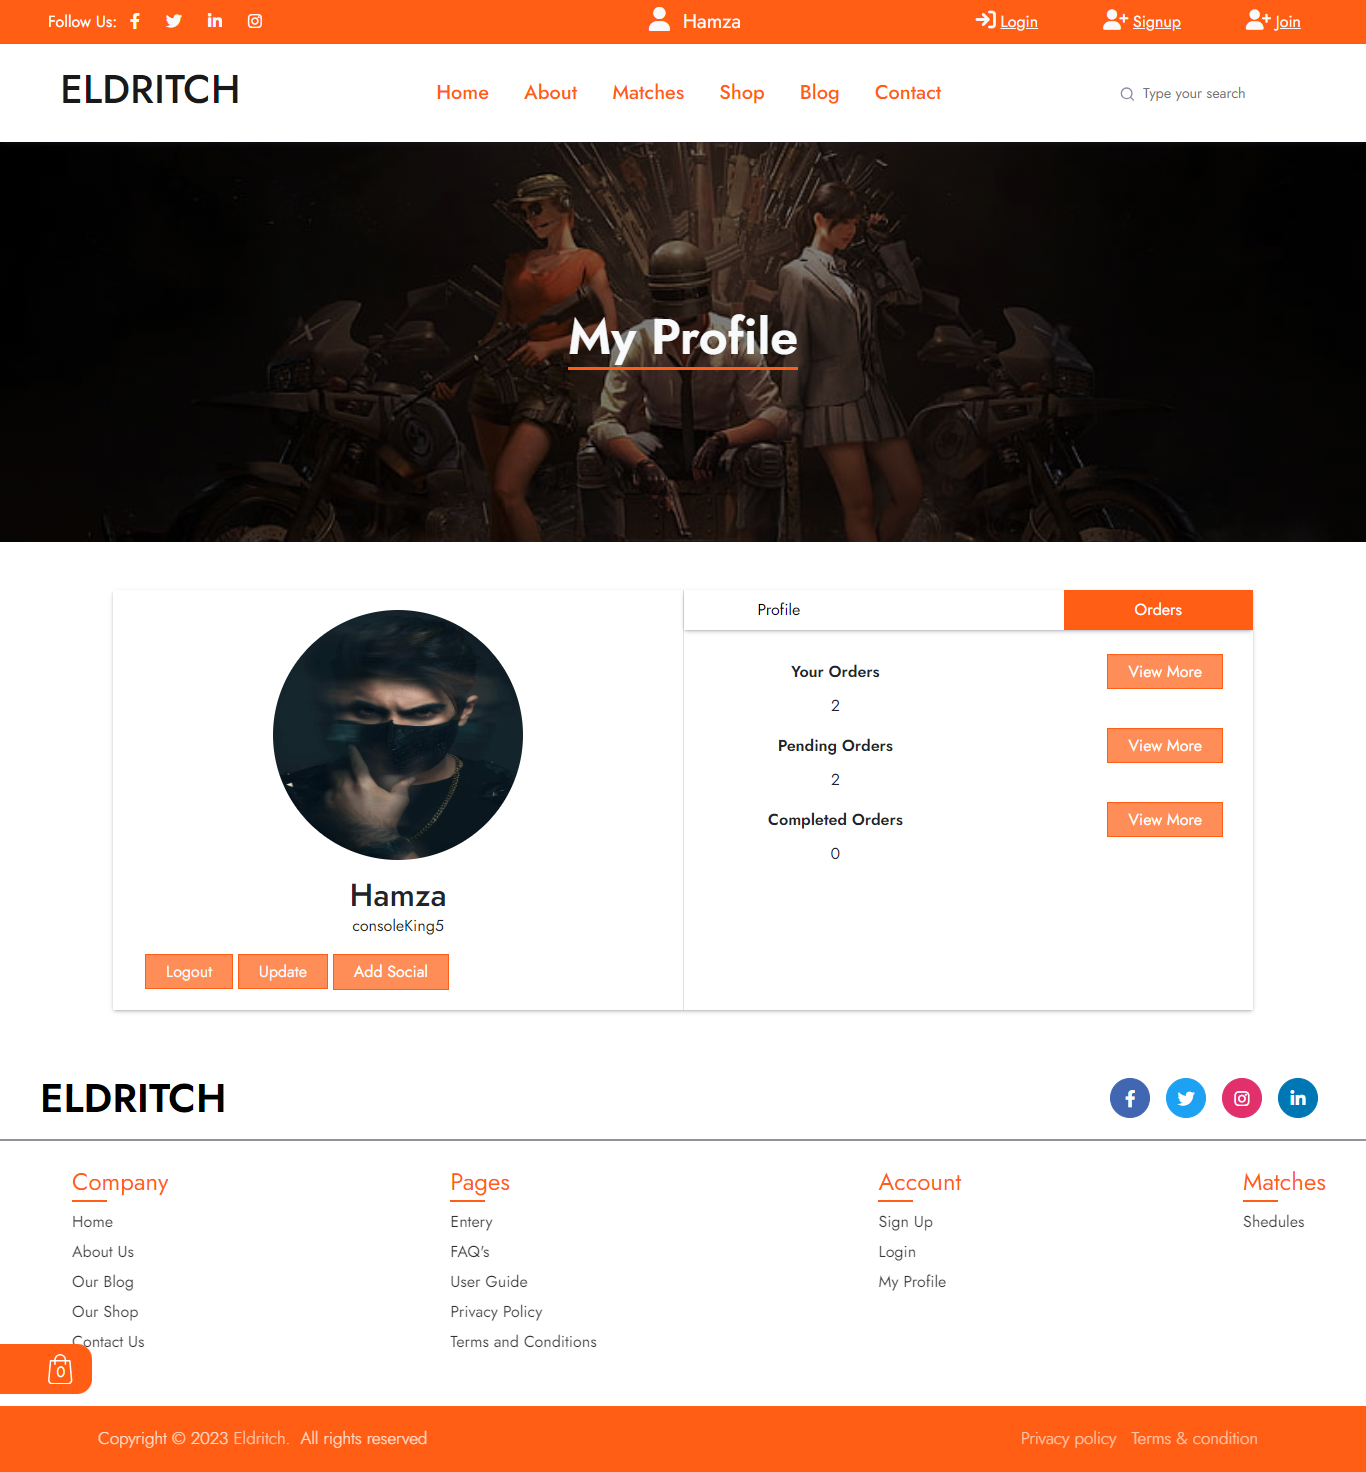 Follow Us:
Hamza
Login
Signup
Join
ELDRITCH
Home
About
Matches
Shop
Blog
Contact
Type your search
My Profile
Profile
Orders
Your Orders
View More
2
Pending Orders
View More
2
Completed Orders
View More
0
Hamza
consoleKing5
Logout
Update
Add Social
ELDRITCH
Company
Home
About Us
Our Blog
Our Shop
Contact Us
Pages
Entery
FAQ's
User Guide
Privacy Policy
Terms and Conditions
Account
Sign Up
Login
My Profile
Matches
Shedules
0
Copyright © 2023 Eldritch. All rights reserved
Privacy policy
Terms & condition